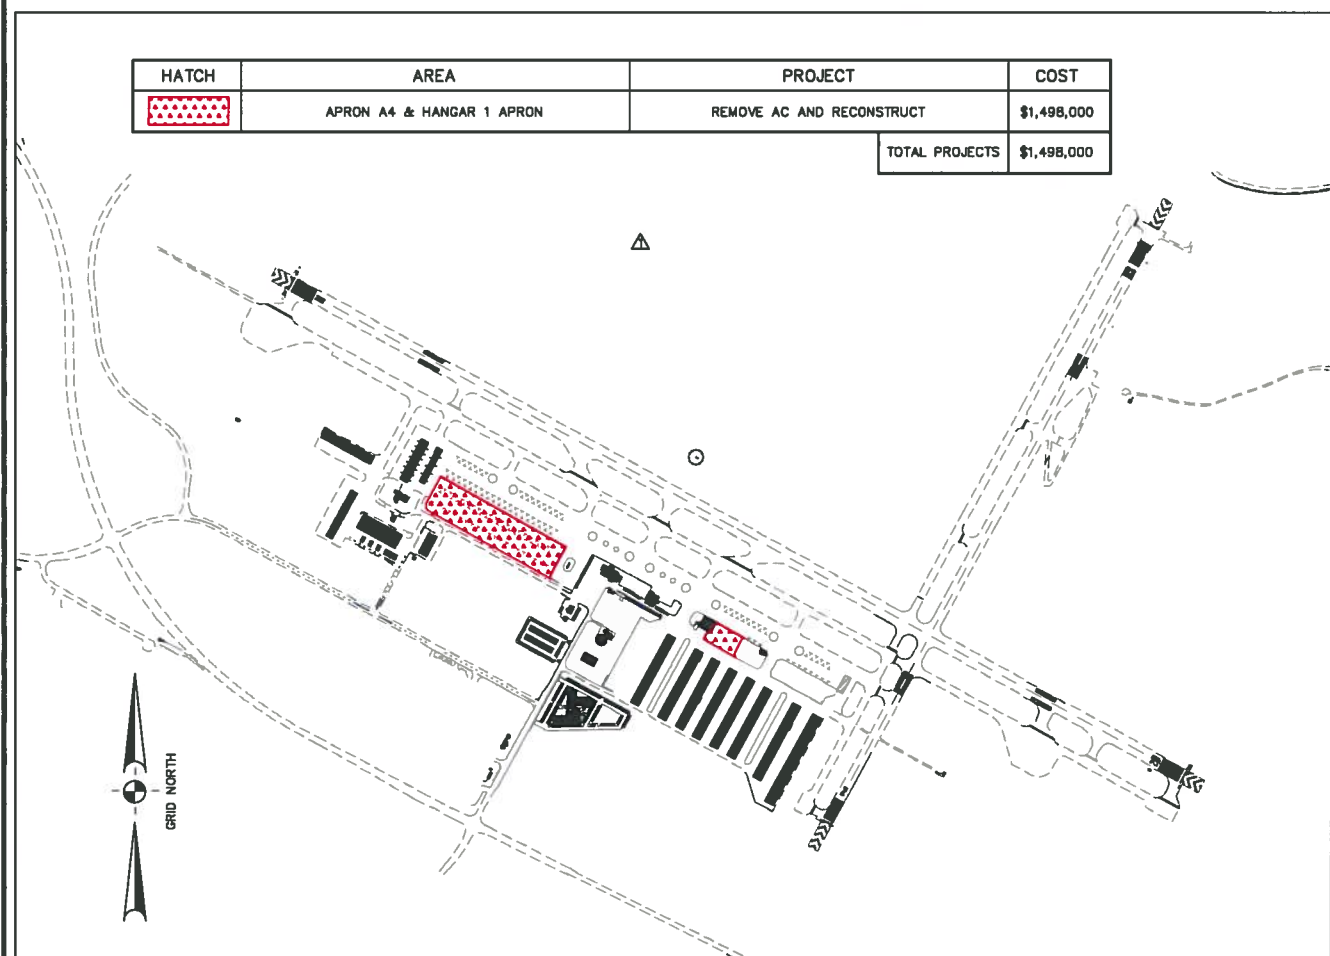 HATCH AREA PROJECT COST
APRON A4 & HANGAR 1 APRON REMOVE AC AND RECONSTRUCT $1,498,000
TOTAL PROJECTS $1,498,000
GRID NORTH